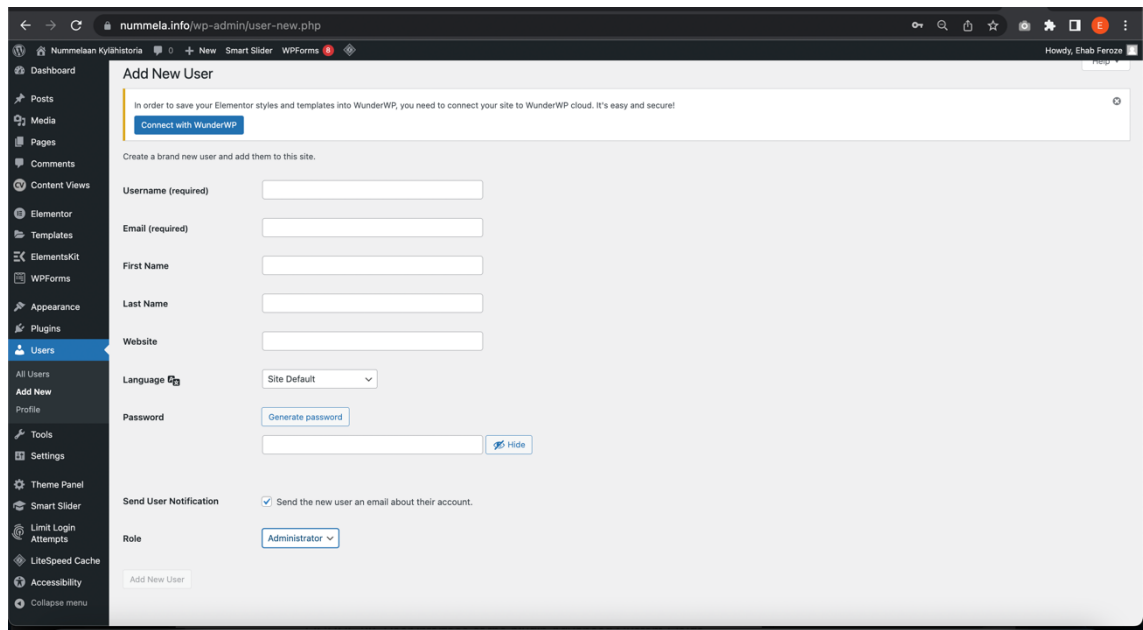 nummela.info/wp-admin/user-new.php
E
Nummelaan Kylähistoria 0 New Smart Slider WPForms 8
Howdy, Ehab Feroze
Help
Dashboard
Posts
Media
Pages
Comments
Content Views
Elementor
Templates
ElementsKit
WPForms
Appearance
Plugins
Users
All Users
Add New
Profile
Tools
Settings
Theme Panel
Smart Slider
Limit Login
Attempts
LiteSpeed Cache
Accessibility
Collapse menu
Add New User
In order to save your Elementor styles and templates into WunderWP, you need to connect your site to WunderWP cloud. It's easy and secure!
Connect with WunderWP
Create a brand new user and add them to this site.
Username (required)
Email (required)
First Name
Last Name
Website
Language Site Default
Password Generate password
Hide
Send User Notification Send the new user an email about their account.
Role Administrator
Add New User